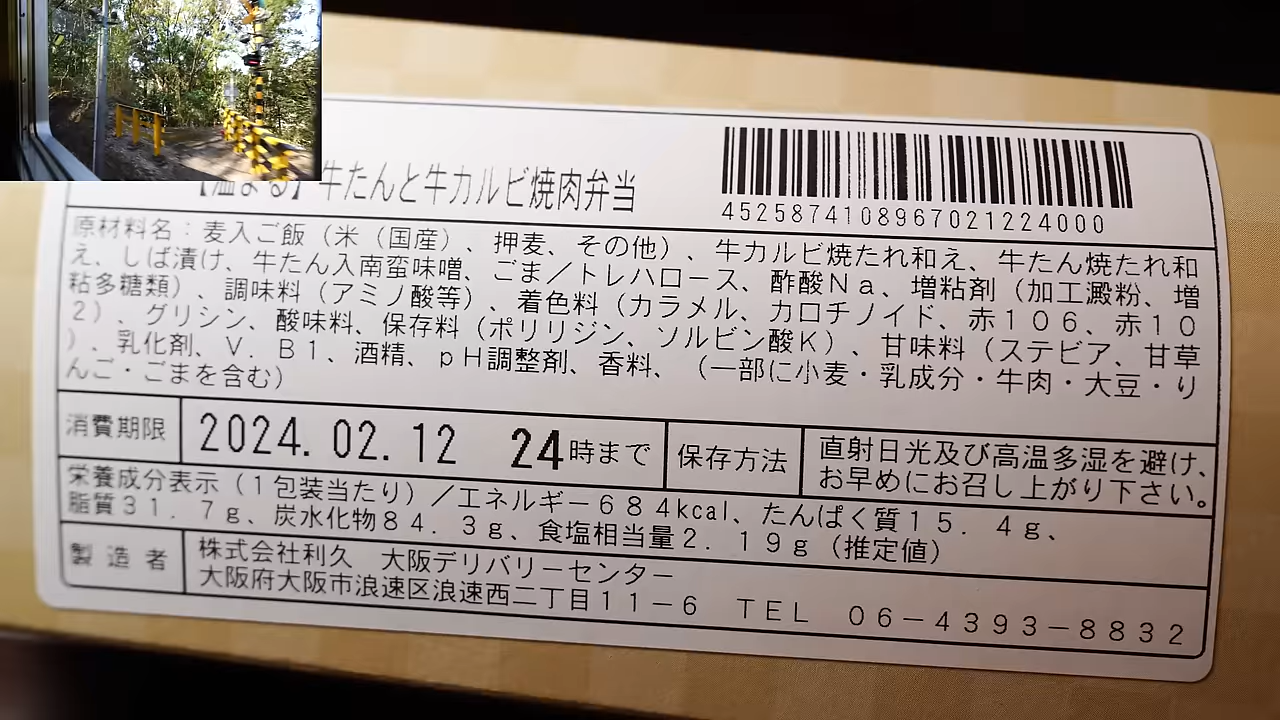 【温まる】牛たんと牛カルビ焼肉弁当
4525874108967021224000
原材料名：麦入ご飯（米（国産）、押麦、その他）、牛カルビ焼たれ和え、牛たん焼たれ和
え、しば漬け、牛たん入南蛮味噌、ごま／トレハロース、酢酸Ｎａ、増粘剤（加工澱粉、増
粘多糖類）、調味料（アミノ酸等）、着色料（カラメル、カロチノイド、赤１０６、赤１０
２）、グリシン、酸味料、保存料（ポリリジン、ソルビン酸Ｋ）、甘味料（ステビア、甘草
）、乳化剤、Ｖ．Ｂ１、酒精、ｐＨ調整剤、香料、（一部に小麦・乳成分・牛肉・大豆・り
んご・ごまを含む）
消費期限 2024.02.12 24時まで 保存方法 直射日光及び高温多湿を避け、
お早めにお召し上がり下さい。
栄養成分表示（１包装当たり）／エネルギー６８４kcal、たんぱく質１５．４ｇ、
脂質３１．７ｇ、炭水化物８４．３ｇ、食塩相当量２．１９ｇ（推定値）
製造者 株式会社利久　大阪デリバリーセンター
大阪府大阪市浪速区浪速西二丁目１１－６　ＴＥＬ　０６－４３９３－８８３２